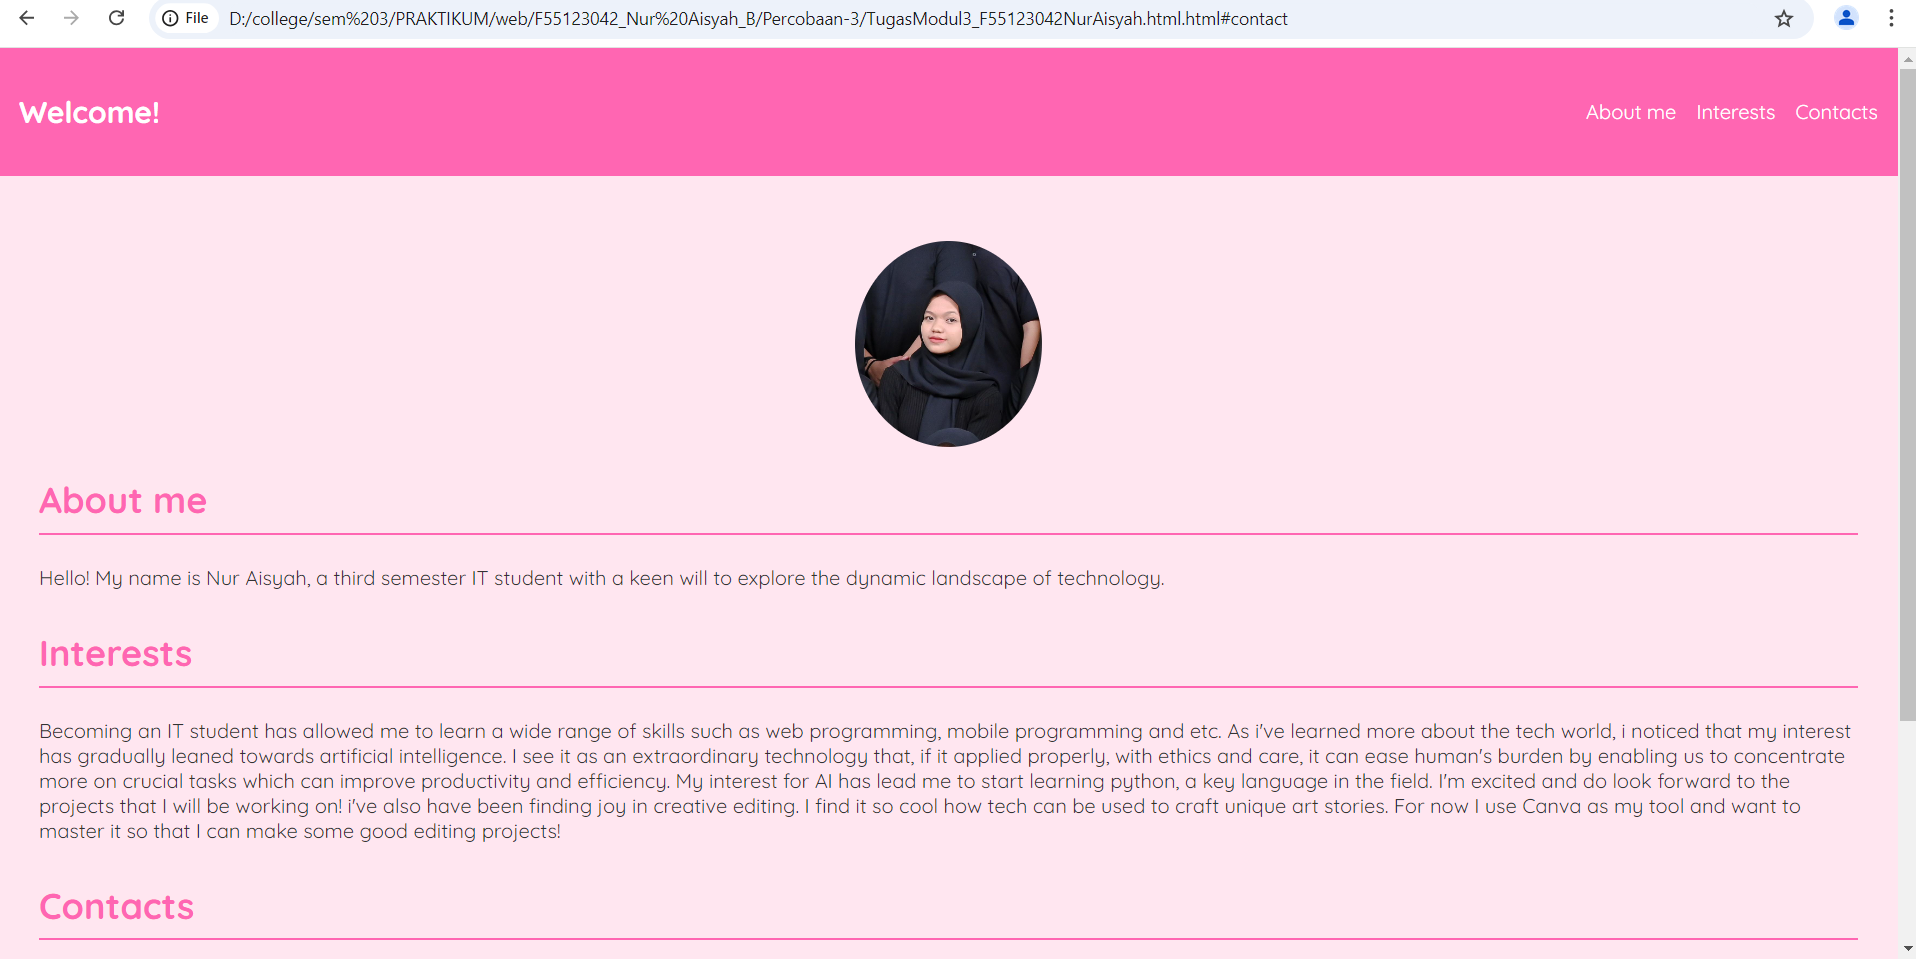 File
D:/college/sem%203/PRAKTIKUM/web/F55123042_Nur%20Aisyah_B/Percobaan-3/TugasModul3_F55123042NurAisyah.html.html#contact
Welcome!
About me Interests Contacts
About me
Hello! My name is Nur Aisyah, a third semester IT student with a keen will to explore the dynamic landscape of technology.
Interests
Becoming an IT student has allowed me to learn a wide range of skills such as web programming, mobile programming and etc. As i've learned more about the tech world, i noticed that my interest
has gradually leaned towards artificial intelligence. I see it as an extraordinary technology that, if it applied properly, with ethics and care, it can ease human's burden by enabling us to concentrate
more on crucial tasks which can improve productivity and efficiency. My interest for AI has lead me to start learning python, a key language in the field. I'm excited and do look forward to the
projects that I will be working on! i've also have been finding joy in creative editing. I find it so cool how tech can be used to craft unique art stories. For now I use Canva as my tool and want to
master it so that I can make some good editing projects!
Contacts